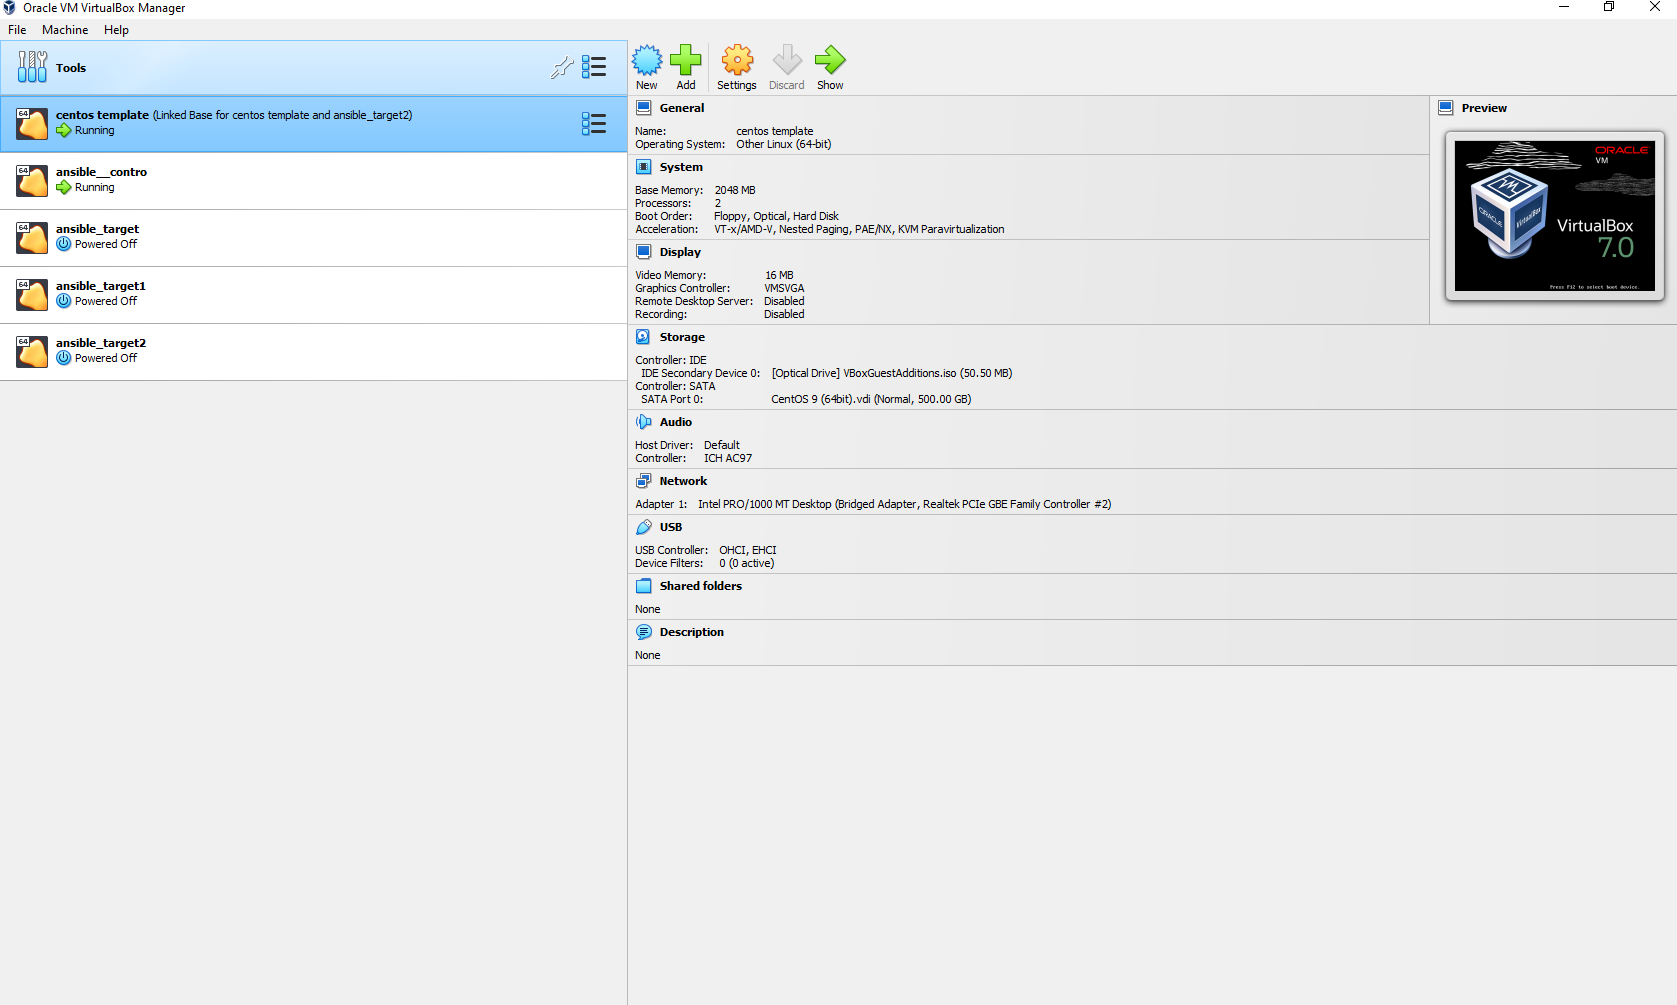 Oracle VM VirtualBox Manager
File Machine Help
Tools
New Add Settings Discard Show
64 centos template (Linked Base for centos template and ansible_target2)
Running
64 ansible__contro
Running
64 ansible_target
Powered Off
64 ansible_target1
Powered Off
64 ansible_target2
Powered Off
General
Name: centos template
Operating System: Other Linux (64-bit)
System
Base Memory: 2048 MB
Processors: 2
Boot Order: Floppy, Optical, Hard Disk
Acceleration: VT-x/AMD-V, Nested Paging, PAE/NX, KVM Paravirtualization
Display
Video Memory: 16 MB
Graphics Controller: VMSVGA
Remote Desktop Server: Disabled
Recording: Disabled
Storage
Controller: IDE
IDE Secondary Device 0: [Optical Drive] VBoxGuestAdditions.iso (50.50 MB)
Controller: SATA
SATA Port 0: CentOS 9 (64bit).vdi (Normal, 500.00 GB)
Audio
Host Driver: Default
Controller: ICH AC97
Network
Adapter 1: Intel PRO/1000 MT Desktop (Bridged Adapter, Realtek PCIe GBE Family Controller #2)
USB
USB Controller: OHCI, EHCI
Device Filters: 0 (0 active)
Shared folders
None
Description
None
Preview
ORACLE
VM
ORACLE
VirtualBox
VirtualBox
7.0
Press F12 to select boot device.